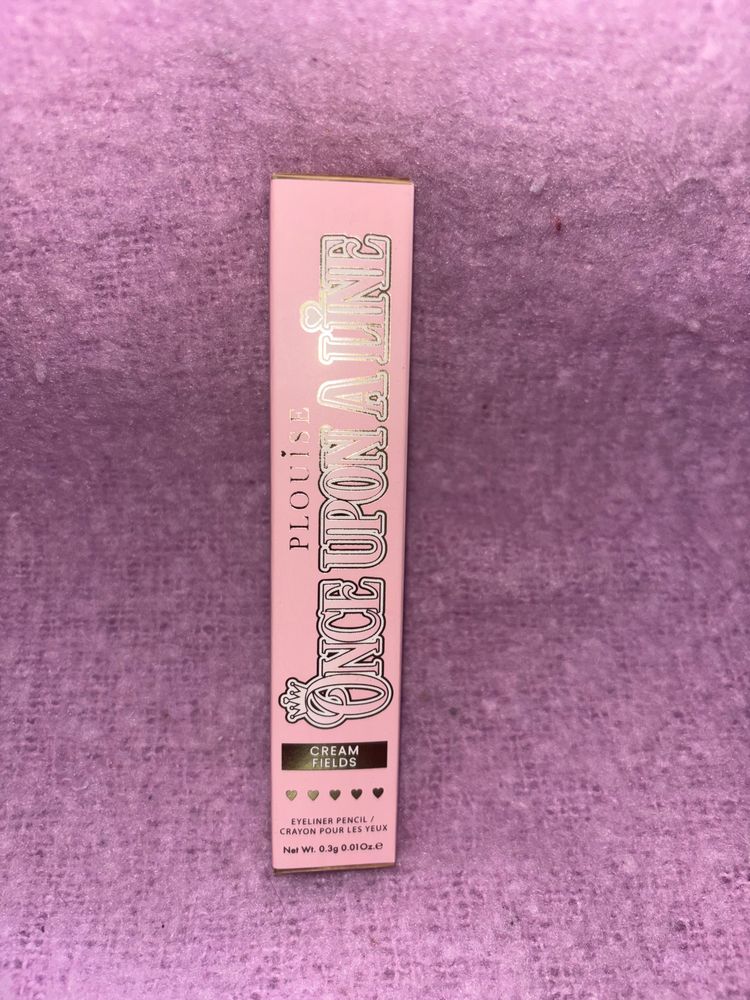 PLOUiSE
ONCE UPON A LINE
CREAM
FIELDS
EYELINER PENCIL /
CRAYON POUR LES YEUX
Net Wt. 0.3g 0.01Oz.e